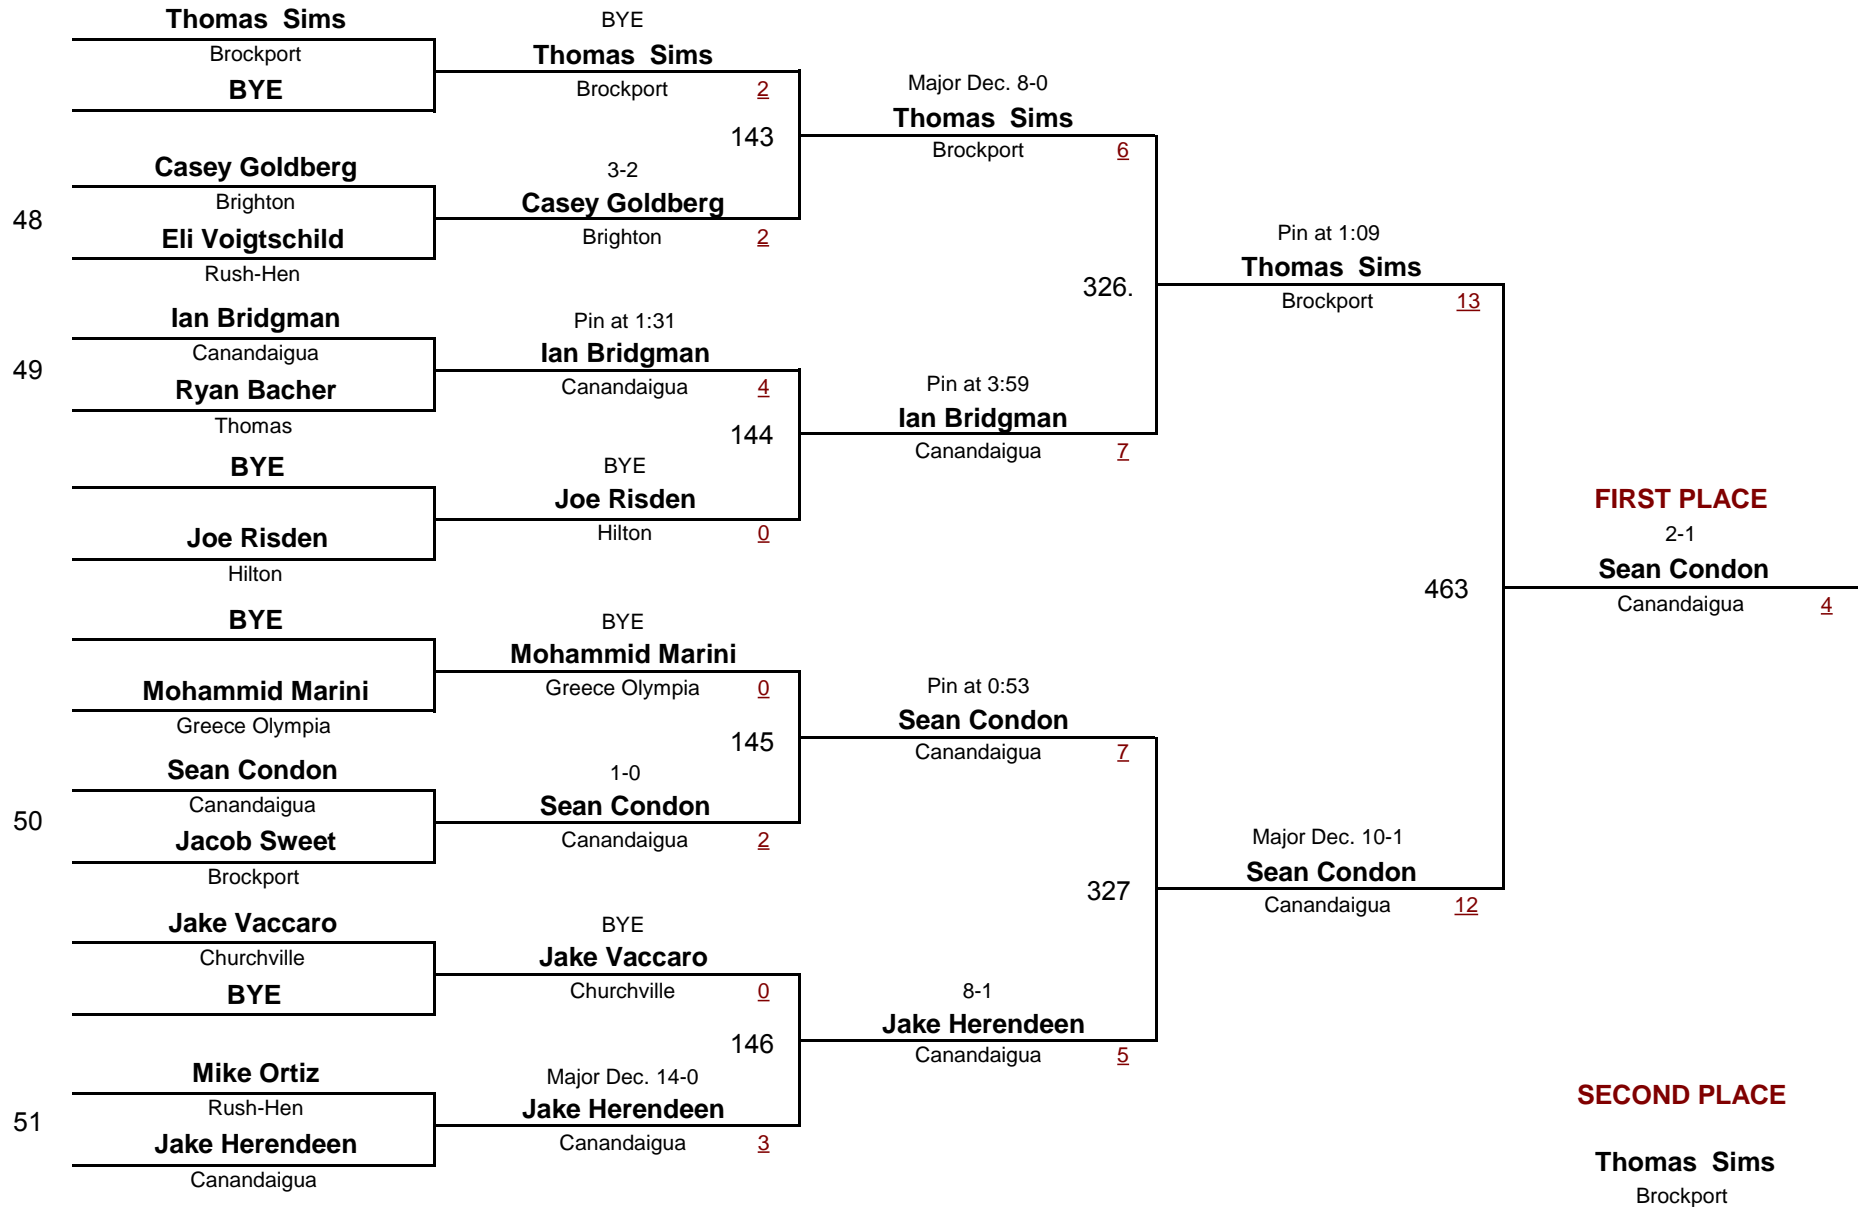 Thomas  Sims
Brockport
BYE
48
Casey Goldberg
Brighton
Eli Voigtschild
Rush-Hen
49
Ian Bridgman
Canandaigua
Ryan Bacher
Thomas
BYE
Joe Risden
Hilton
BYE
Mohammid Marini
Greece Olympia
50
Sean Condon
Canandaigua
Jacob Sweet
Brockport
Jake Vaccaro
Churchville
BYE
51
Mike Ortiz
Rush-Hen
Jake Herendeen
Canandaigua
BYE
Thomas  Sims
Brockport 2
143
3-2
Casey Goldberg
Brighton 2
Pin at 1:31
Ian Bridgman
Canandaigua 4
144
BYE
Joe Risden
Hilton 0
BYE
Mohammid Marini
Greece Olympia 0
145
1-0
Sean Condon
Canandaigua 2
BYE
Jake Vaccaro
Churchville 0
146
Major Dec. 14-0
Jake Herendeen
Canandaigua 3
Major Dec. 8-0
Thomas  Sims
Brockport 6
326.
Pin at 3:59
Ian Bridgman
Canandaigua 7
Pin at 0:53
Sean Condon
Canandaigua 7
327
8-1
Jake Herendeen
Canandaigua 5
Pin at 1:09
Thomas  Sims
Brockport 13
463
Major Dec. 10-1
Sean Condon
Canandaigua 12
FIRST PLACE
2-1
Sean Condon
Canandaigua 4
SECOND PLACE
Thomas  Sims
Brockport